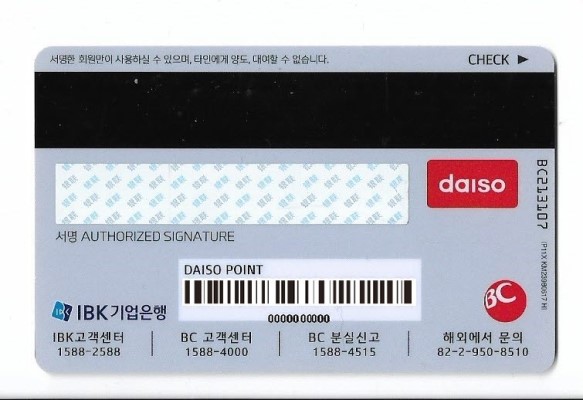 서명한 회원만이 사용하실 수 있으며, 타인에게 양도, 대여할 수 없습니다. CHECK ▶
daiso
BC213107
서명 AUTHORIZED SIGNATURE
DAISO POINT
0000000000
IBK기업은행
BC
IBK고객센터
1588-2588
BC 고객센터
1588-4000
BC 분실신고
1588-4515
해외에서 문의
82-2-950-8510